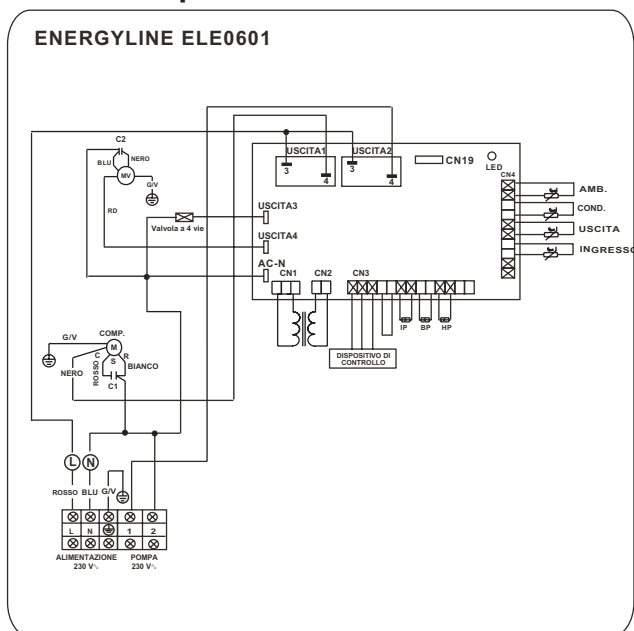 ENERGYLINE ELE0601
C2
BLU
NERO
MV
G/V
RD
Valvola a 4 vie
USCITA1
3
4
USCITA2
3
4
CN19
LED
CN4
AMB.
COND.
USCITA
INGRESSO
USCITA3
USCITA4
AC-N
CN1
CN2
CN3
IP
BP
HP
DISPOSITIVO DI
CONTROLLO
G/V
COMP.
M
C
S
R
NERO
ROSSO
BIANCO
C1
L
N
ROSSO
BLU
G/V
L
N
1
2
ALIMENTAZIONE
230 V~
POMPA
230 V~